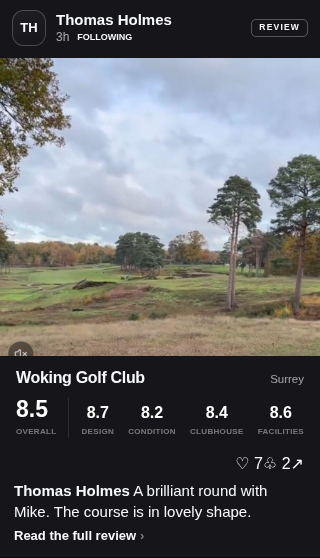 TH
Thomas Holmes
3h FOLLOWING
REVIEW
Woking Golf Club
Surrey
8.5 8.7 8.2 8.4 8.6
OVERALL DESIGN CONDITION CLUBHOUSE FACILITIES
♡ 7 2↗
Thomas Holmes A brilliant round with
Mike. The course is in lovely shape.
Read the full review ›